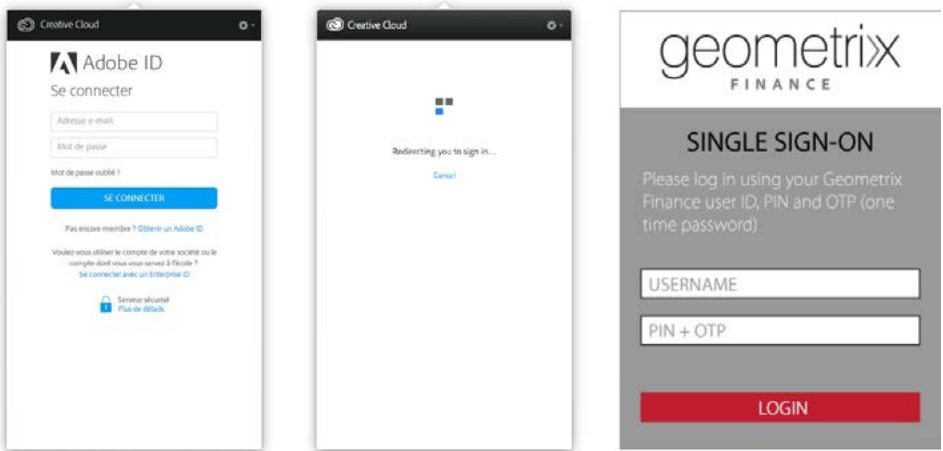 Creative Cloud
Adobe ID
Se connecter
Adresse e-mail
Mot de passe
Mot de passe oublié ?
SE CONNECTER
Pas encore membre ? Obtenir un Adobe ID
Voulez-vous utiliser le compte de votre société ou le
compte dont vous vous servez à l'école ?
Se connecter avec un Enterprise ID
Serveur sécurisé
Plus de détails
Creative Cloud
Redirecting you to sign in...
Cancel
geometrixx
FINANCE
SINGLE SIGN-ON
Please log in using your Geometrix
Finance user ID, PIN and OTP (one
time password)
USERNAME
PIN + OTP
LOGIN